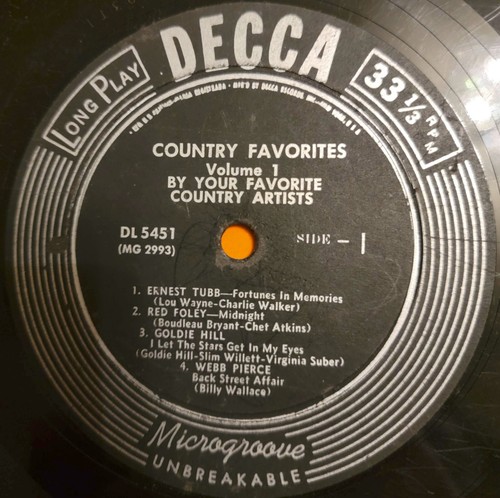 DECCA
LONG PLAY
33 1/3 RPM
COUNTRY FAVORITES
Volume 1
BY YOUR FAVORITE
COUNTRY ARTISTS
DL 5451
(MG 2993)
SIDE - 1
1. ERNEST TUBB—Fortunes In Memories
(Lou Wayne-Charlie Walker)
2. RED FOLEY—Midnight
(Boudleau Bryant-Chet Atkins)
3. GOLDIE HILL
I Let The Stars Get In My Eyes
(Goldie Hill-Slim Willett-Virginia Suber)
4. WEBB PIERCE
Back Street Affair
(Billy Wallace)
Microgroove
UNBREAKABLE